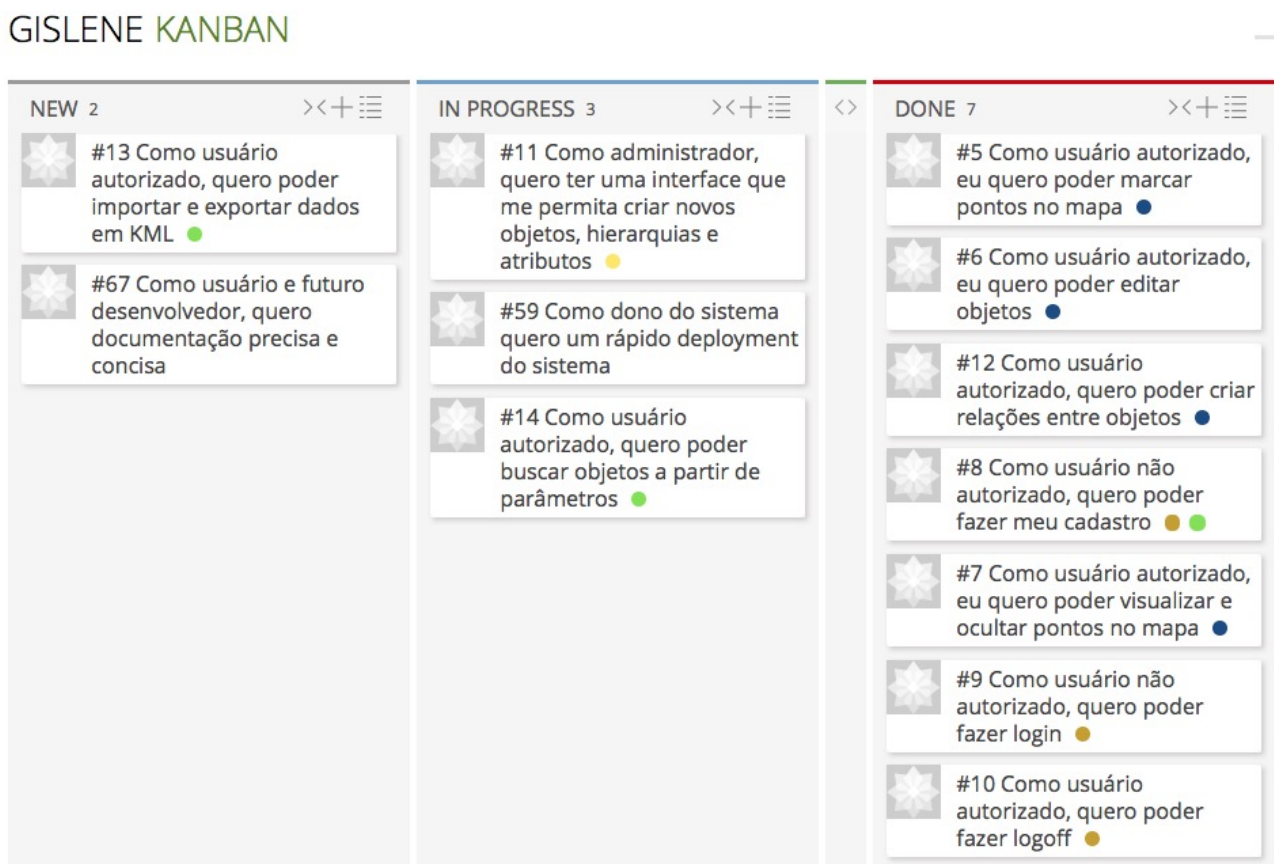 GISLENE KANBAN
NEW 2
#13 Como usuário
autorizado, quero poder
importar e exportar dados
em KML
#67 Como usuário e futuro
desenvolvedor, quero
documentação precisa e
concisa
IN PROGRESS 3
#11 Como administrador,
quero ter uma interface que
me permita criar novos
objetos, hierarquias e
atributos
#59 Como dono do sistema
quero um rápido deployment
do sistema
#14 Como usuário
autorizado, quero poder
buscar objetos a partir de
parâmetros
DONE 7
#5 Como usuário autorizado,
eu quero poder marcar
pontos no mapa
#6 Como usuário autorizado,
eu quero poder editar
objetos
#12 Como usuário
autorizado, quero poder criar
relações entre objetos
#8 Como usuário não
autorizado, quero poder
fazer meu cadastro
#7 Como usuário autorizado,
eu quero poder visualizar e
ocultar pontos no mapa
#9 Como usuário não
autorizado, quero poder
fazer login
#10 Como usuário
autorizado, quero poder
fazer logoff